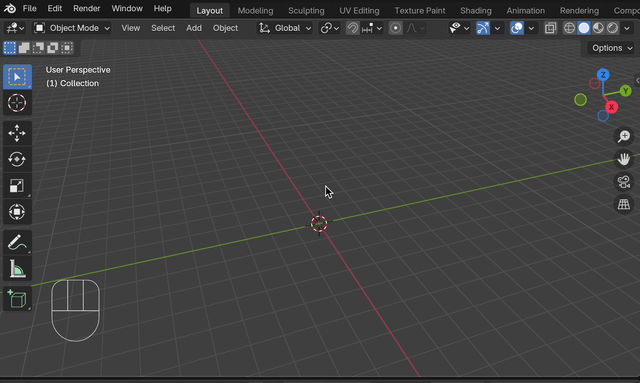 File Edit Render Window Help Layout Modeling Sculpting UV Editing Texture Paint Shading Animation Rendering Compo
Object Mode View Select Add Object Global
Options
User Perspective
(1) Collection
Z
Y
X